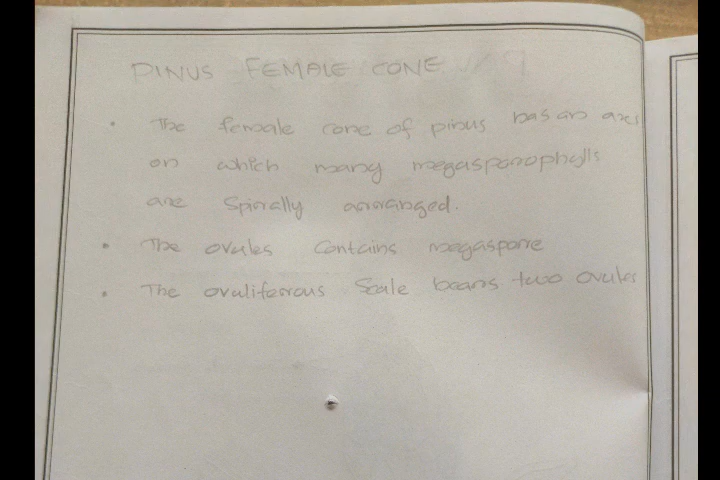 PINUS FEMALE CONE
• The female cone of pinus has an axes
on which many megasporophylls
are Spirally arranged.
• The ovules Contains megaspore
• The ovuliferous Scale bears two ovules